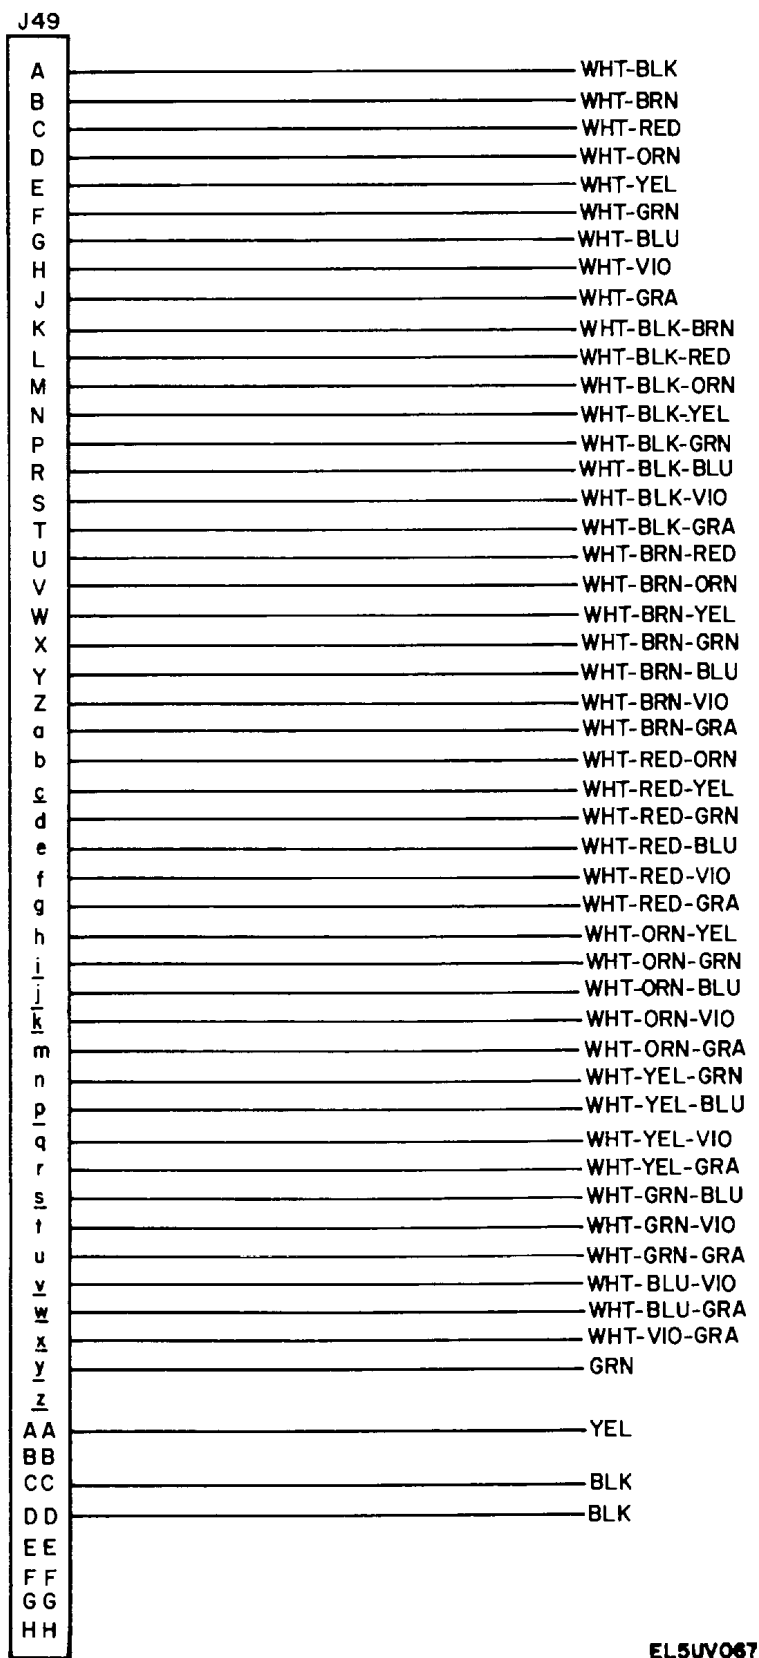 J49
A WHT-BLK
B WHT-BRN
C WHT-RED
D WHT-ORN
E WHT-YEL
F WHT-GRN
G WHT-BLU
H WHT-VIO
J WHT-GRA
K WHT-BLK-BRN
L WHT-BLK-RED
M WHT-BLK-ORN
N WHT-BLK-YEL
P WHT-BLK-GRN
R WHT-BLK-BLU
S WHT-BLK-VIO
T WHT-BLK-GRA
U WHT-BRN-RED
V WHT-BRN-ORN
W WHT-BRN-YEL
X WHT-BRN-GRN
Y WHT-BRN-BLU
Z WHT-BRN-VIO
a WHT-BRN-GRA
b WHT-RED-ORN
c WHT-RED-YEL
d WHT-RED-GRN
e WHT-RED-BLU
f WHT-RED-VIO
g WHT-RED-GRA
h WHT-ORN-YEL
i WHT-ORN-GRN
j WHT-ORN-BLU
k WHT-ORN-VIO
m WHT-ORN-GRA
n WHT-YEL-GRN
p WHT-YEL-BLU
q WHT-YEL-VIO
r WHT-YEL-GRA
s WHT-GRN-BLU
t WHT-GRN-VIO
u WHT-GRN-GRA
v WHT-BLU-VIO
w WHT-BLU-GRA
x WHT-VIO-GRA
y GRN
z
AA YEL
BB
CC BLK
DD BLK
EE
FF
GG
HH
EL5UV067